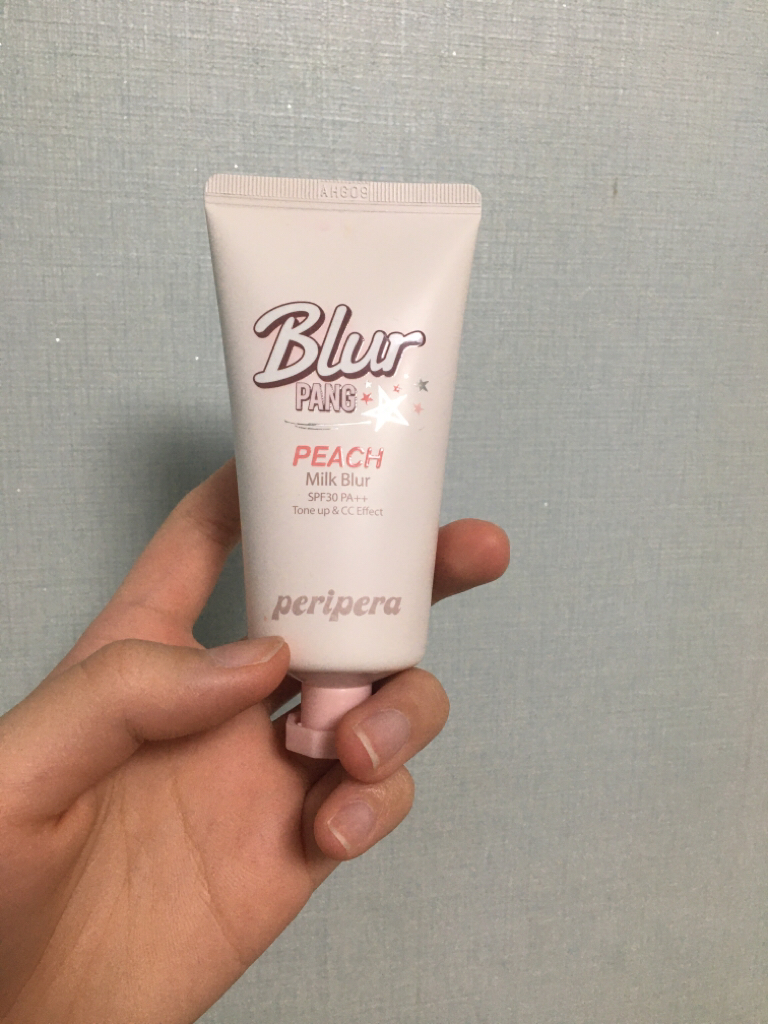 Blur
PANG
PEACH
Milk Blur
SPF30 PA++
Tone up & CC Effect
peripera